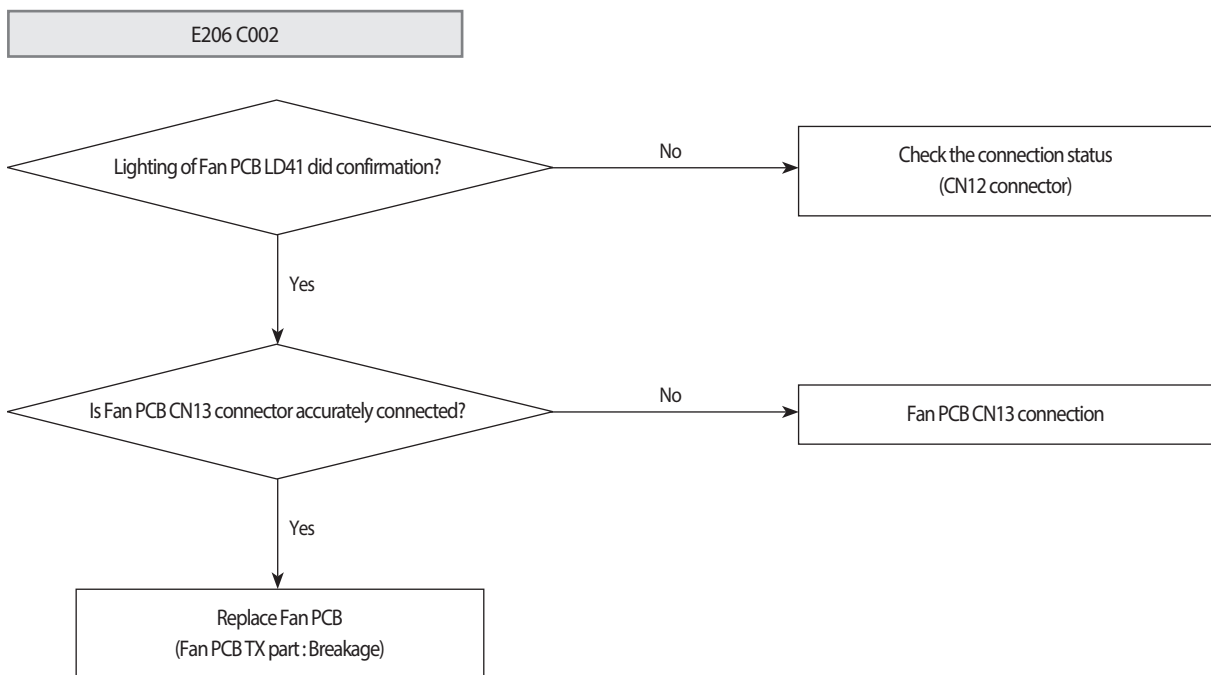 E206 C002
Lighting of Fan PCB LD41 did confirmation?
No
Check the connection status
(CN12 connector)
Yes
Is Fan PCB CN13 connector accurately connected?
No
Fan PCB CN13 connection
Yes
Replace Fan PCB
(Fan PCB TX part : Breakage)